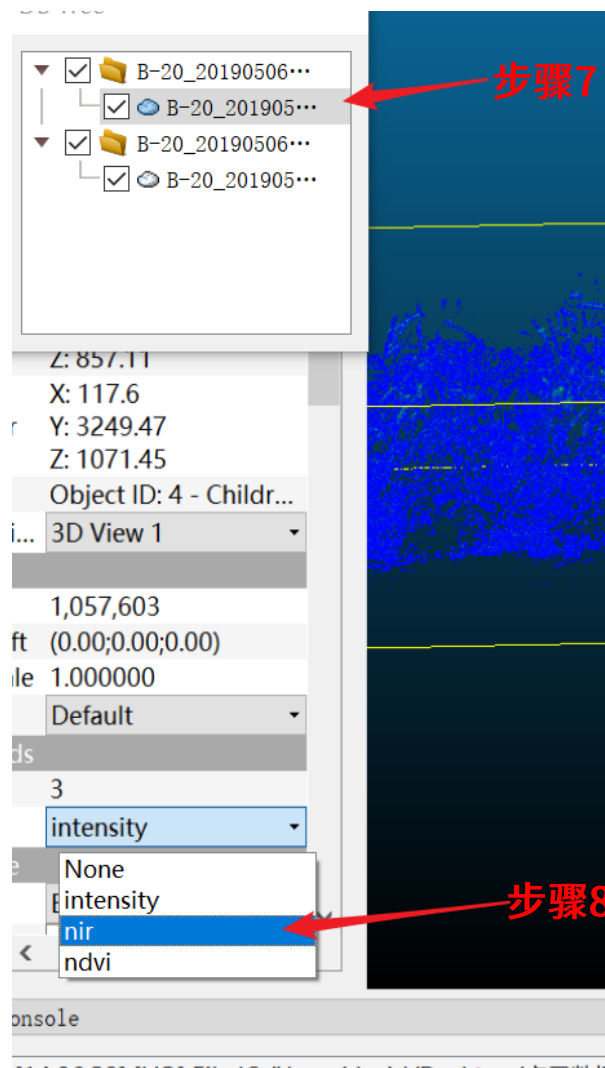 B-20_20190506…
步骤7
B-20_201905…
B-20_20190506…
B-20_201905…
Z: 857.11
X: 117.6
r Y: 3249.47
Z: 1071.45
Object ID: 4 - Childr...
i... 3D View 1
1,057,603
ft (0.00;0.00;0.00)
le 1.000000
Default
ds
3
intensity
e
None
intensity
步骤8
nir
ndvi
onsole